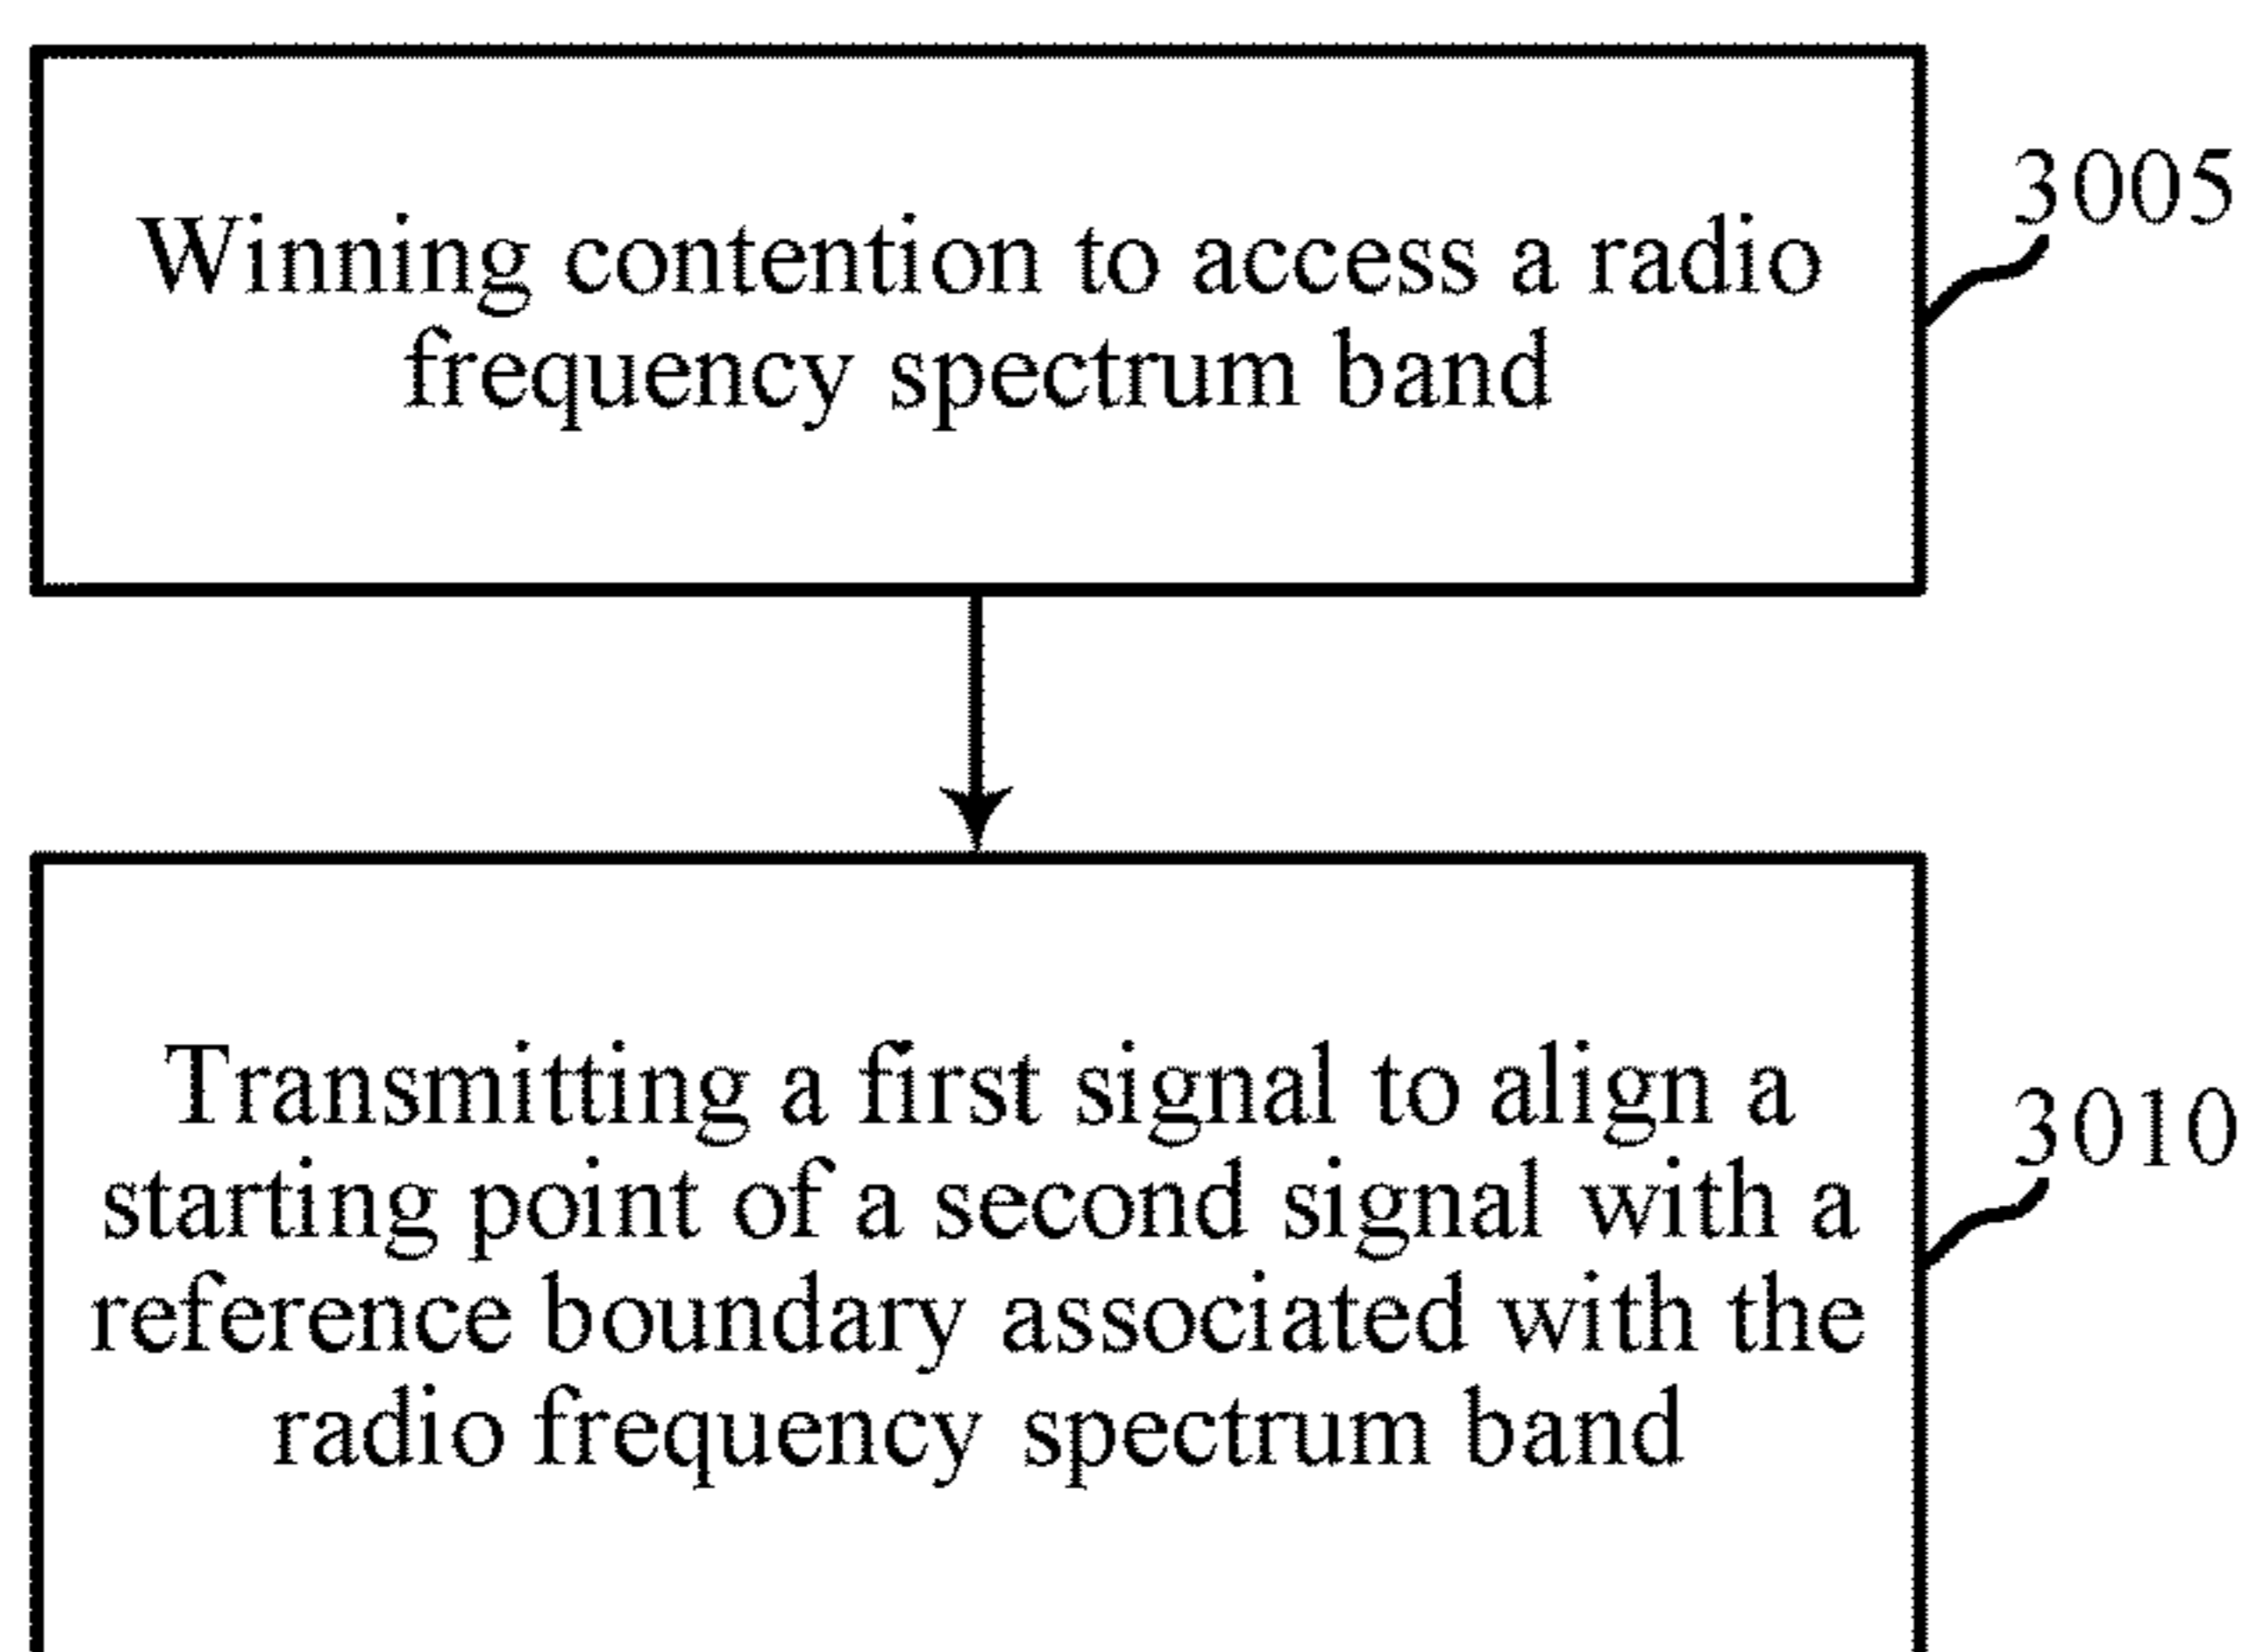 Winning contention to access a radio
frequency spectrum band
3005
Transmitting a first signal to align a
starting point of a second signal with a
reference boundary associated with the
radio frequency spectrum band
3010